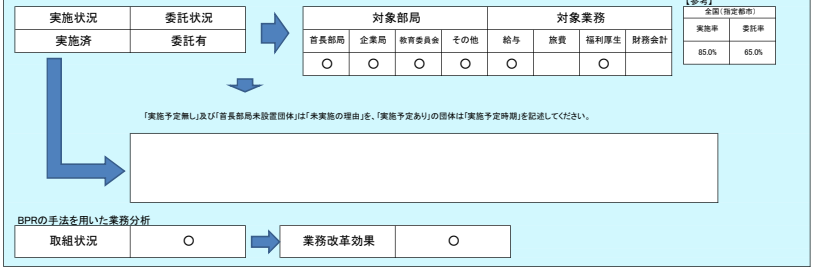 【参考】
実施状況 委託状況 対象部局 対象業務 全国(指定都市)
実施済 委託有 首長部局 企業局 教育委員会 その他 給与 旅費 福利厚生 財務会計 実施率 委託率
○ ○ ○ ○ ○ ○ 85.0% 65.0%
「実施予定無し」及び「首長部局未設置団体」は「未実施の理由」を、「実施予定あり」の団体は「実施予定時期」を記述してください。
BPRの手法を用いた業務分析
取組状況 ○ 業務改革効果 ○